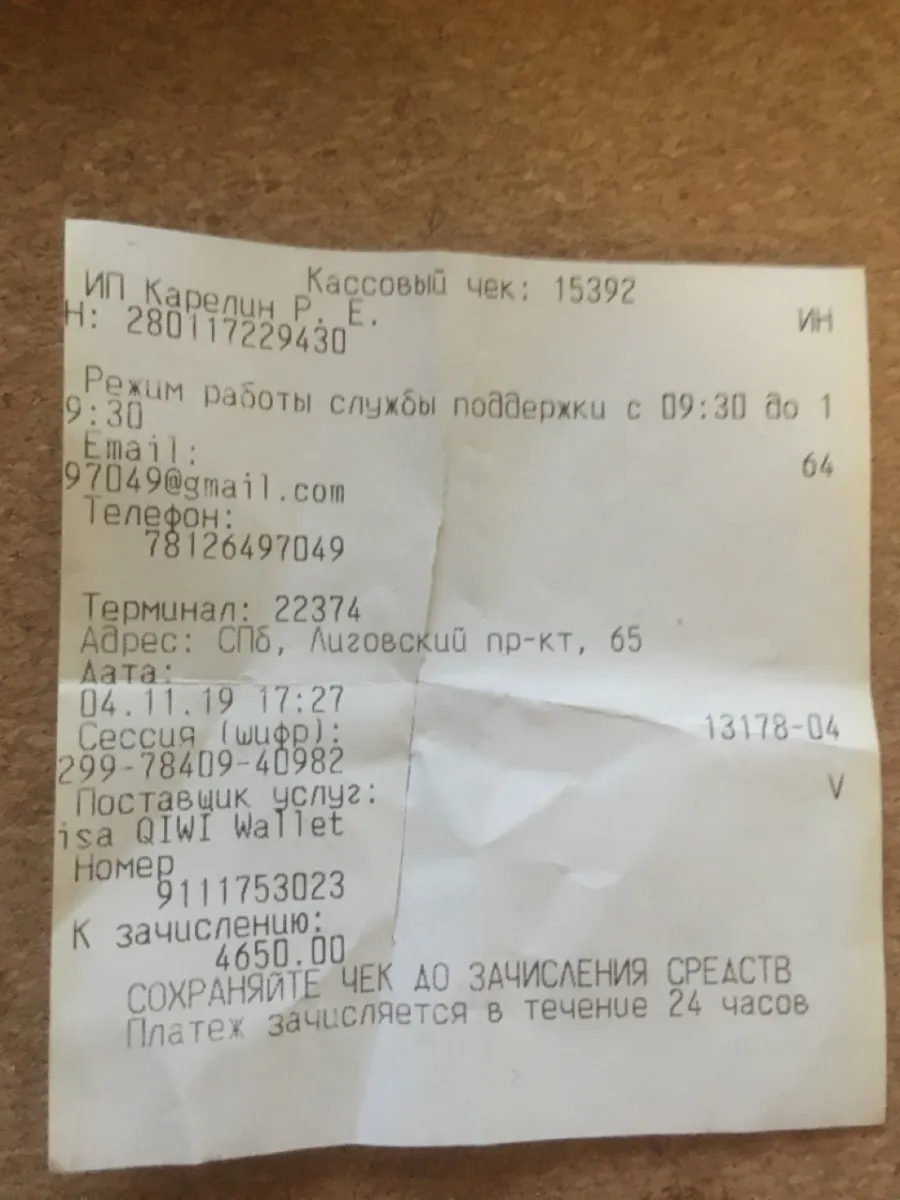 Кассовый чек: 15392
ИП Карелин Р. Е. ИН
Н: 280117229430
Режим работы службы поддержки с 09:30 до 1
9:30
Email: 64
97049@gmail.com
Телефон:
78126497049
Терминал: 22374
Адрес: СПб, Лиговский пр-кт, 65
Дата:
04.11.19 17:27
Сессия (шифр): 13178-04
299-78409-40982
Поставщик услуг: V
isa QIWI Wallet
Номер
9111753023
К зачислению:
4650.00
СОХРАНЯЙТЕ ЧЕК ДО ЗАЧИСЛЕНИЯ СРЕДСТВ
Платеж зачисляется в течение 24 часов